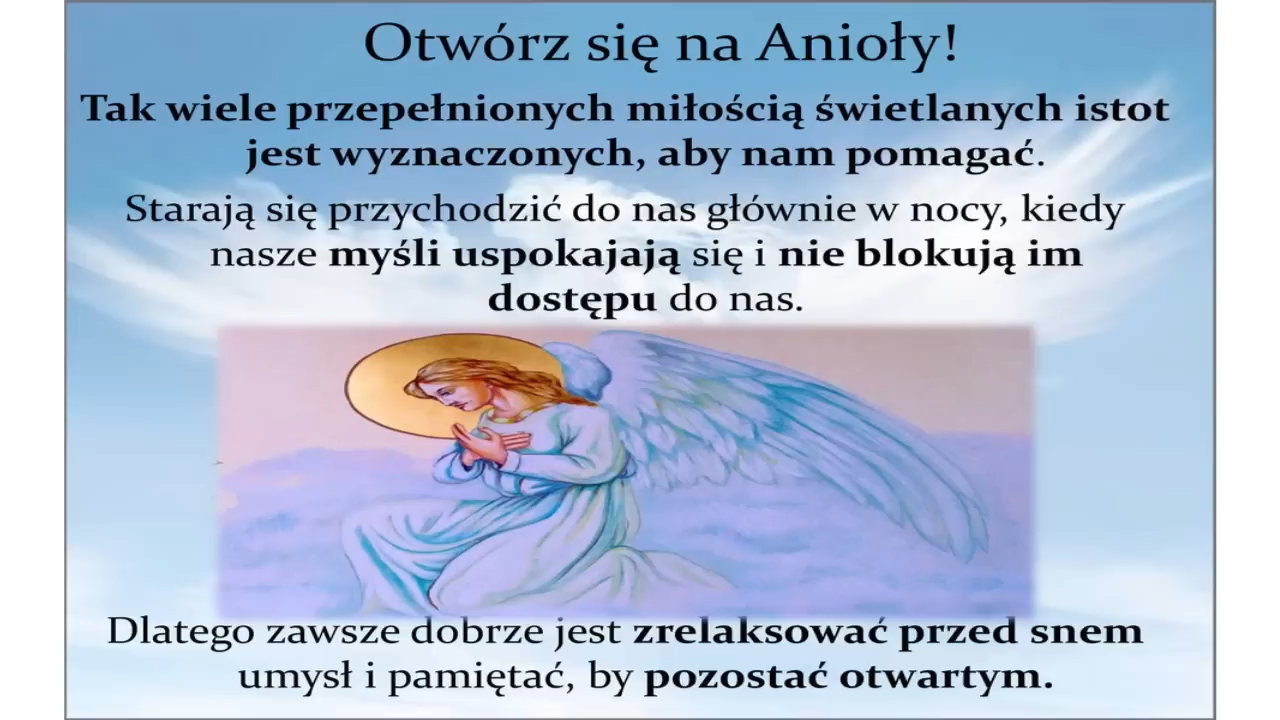 Otwórz się na Anioły!
Tak wiele przepełnionych miłością świetlanych istot
jest wyznaczonych, aby nam pomagać.
Starają się przychodzić do nas głównie w nocy, kiedy
nasze myśli uspokajają się i nie blokują im
dostępu do nas.
Dlatego zawsze dobrze jest zrelaksować przed snem
umysł i pamiętać, by pozostać otwartym.